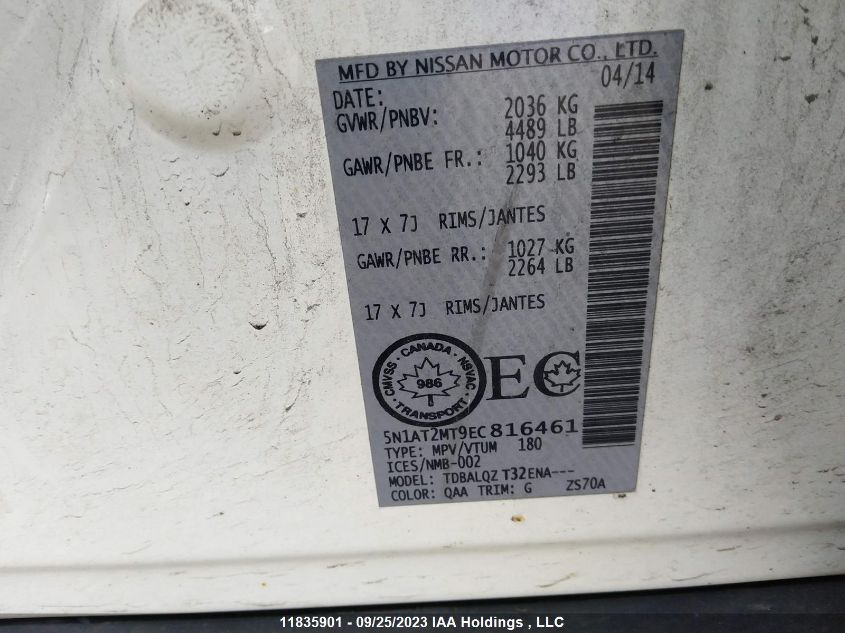 MFD BY NISSAN MOTOR CO., LTD.
DATE: 04/14
GVWR/PNBV: 2036 KG
4489 LB
GAWR/PNBE FR.: 1040 KG
2293 LB
17 X 7J RIMS/JANTES
GAWR/PNBE RR.: 1027 KG
2264 LB
17 X 7J RIMS/JANTES
CMVSS · CANADA · NSVAC
986
TRANSPORT
EC
5N1AT2MT9EC816461
TYPE: MPV/VTUM 180
ICES/NMB-002
MODEL: TDBALQZ T32ENA---
COLOR: QAA TRIM: G ZS70A
11835901 - 09/25/2023 IAA Holdings , LLC